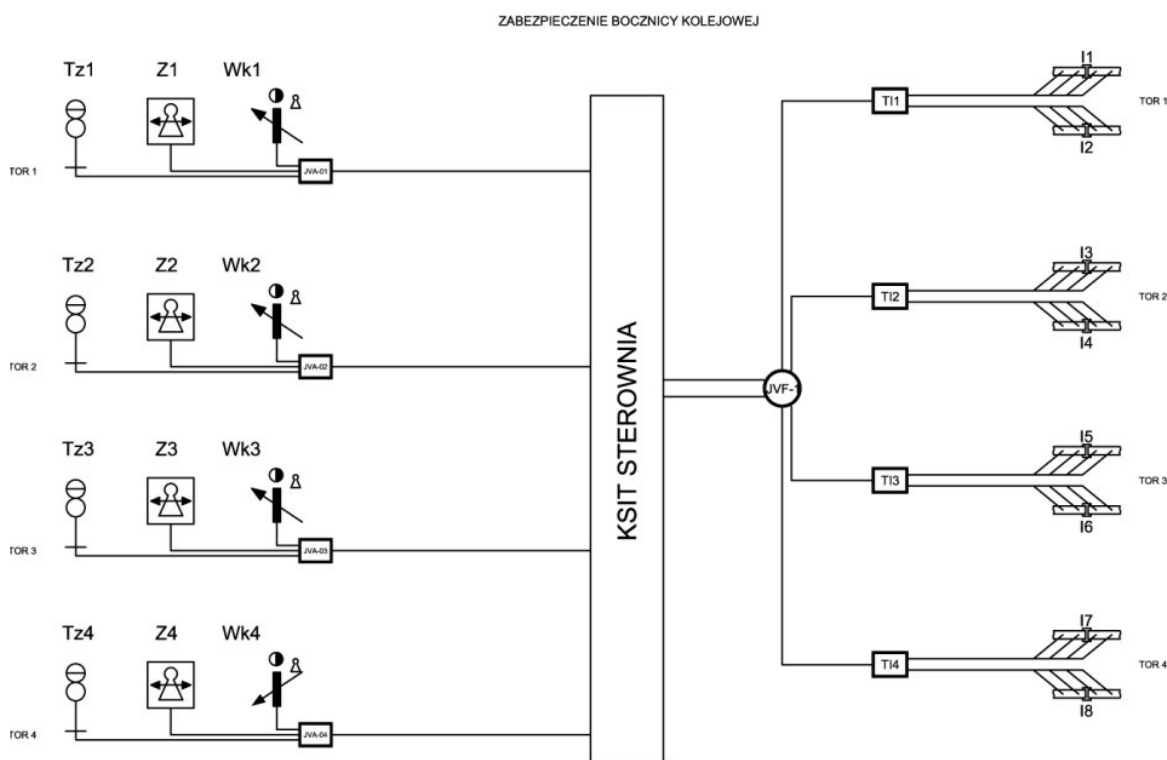 ZABEZPIECZENIE BOCZNICY KOLEJOWEJ
Tz1 Z1 Wk1
JVA-01
TOR 1
Tz2 Z2 Wk2
JVA-02
TOR 2
Tz3 Z3 Wk3
JVA-03
TOR 3
Tz4 Z4 Wk4
JVA-04
TOR 4
KSIT STEROWNIA
JVF-1
I1
TI1
TOR 1
I2
I3
TI2
TOR 2
I4
I5
TI3
TOR 3
I6
I7
TI4
TOR 4
I8